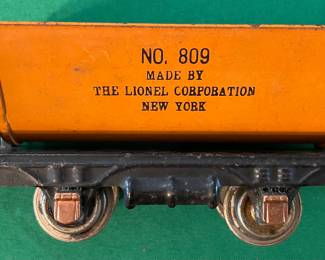 NO. 809
MADE BY
THE LIONEL CORPORATION
NEW YORK